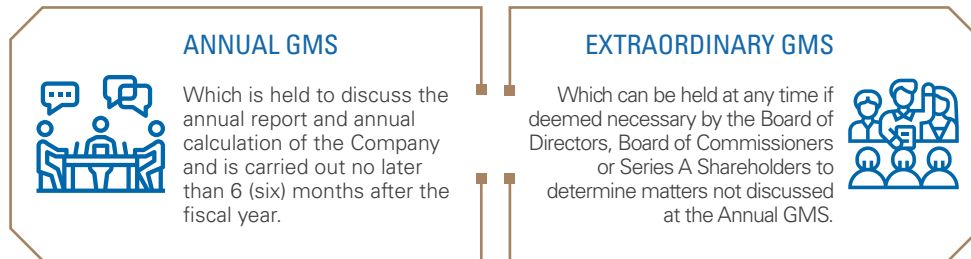 ANNUAL GMS
Which is held to discuss the
annual report and annual
calculation of the Company
and is carried out no later
than 6 (six) months after the
fiscal year.
EXTRAORDINARY GMS
Which can be held at any time if
deemed necessary by the Board of
Directors, Board of Commissioners
or Series A Shareholders to
determine matters not discussed
at the Annual GMS.